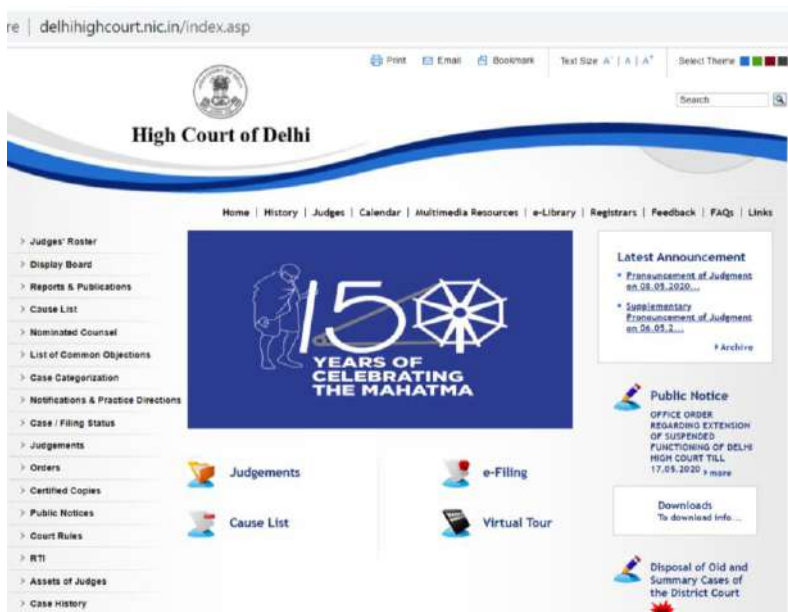 re | delhihighcourt.nic.in/index.asp
Print Email Bookmark Text Size A- | A | A+ Select Theme
Search
High Court of Delhi
Home | History | Judges | Calendar | Multimedia Resources | e-Library | Registrars | Feedback | FAQs | Links
Judges' Roster
Display Board
Reports & Publications
Cause List
Nominated Counsel
List of Common Objections
Case Categorization
Notifications & Practice Directions
Case / Filing Status
Judgements
Orders
Certified Copies
Public Notices
Court Rules
RTI
Assets of Judges
Case History
150
YEARS OF
CELEBRATING
THE MAHATMA
Judgements
e-Filing
Cause List
Virtual Tour
Latest Announcement
Pronouncement of Judgment
on 08.05.2020...
Supplementary
Pronouncement of Judgment
on 06.05.2...
Archive
Public Notice
OFFICE ORDER
REGARDING EXTENSION
OF SUSPENDED
FUNCTIONING OF DELHI
HIGH COURT TILL
17.05.2020 more
Downloads
To download info...
Disposal of Old and
Summary Cases of
the District Court